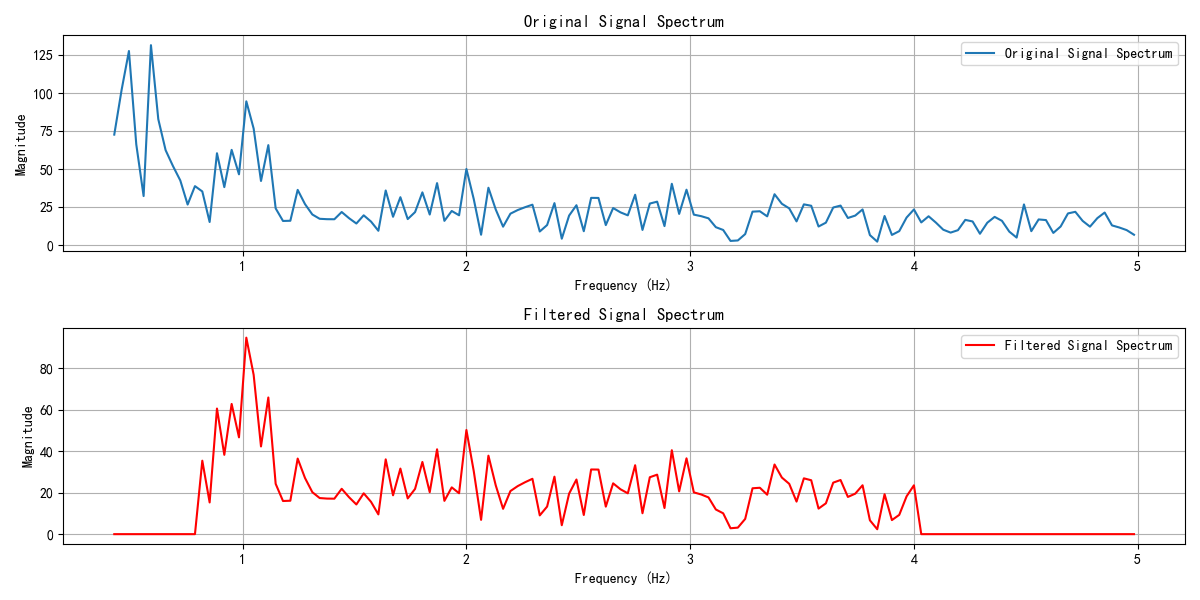 Original Signal Spectrum
Original Signal Spectrum
Magnitude
125
100
75
50
25
0
1 2 3 4 5
Frequency (Hz)
Filtered Signal Spectrum
Filtered Signal Spectrum
Magnitude
80
60
40
20
0
1 2 3 4 5
Frequency (Hz)